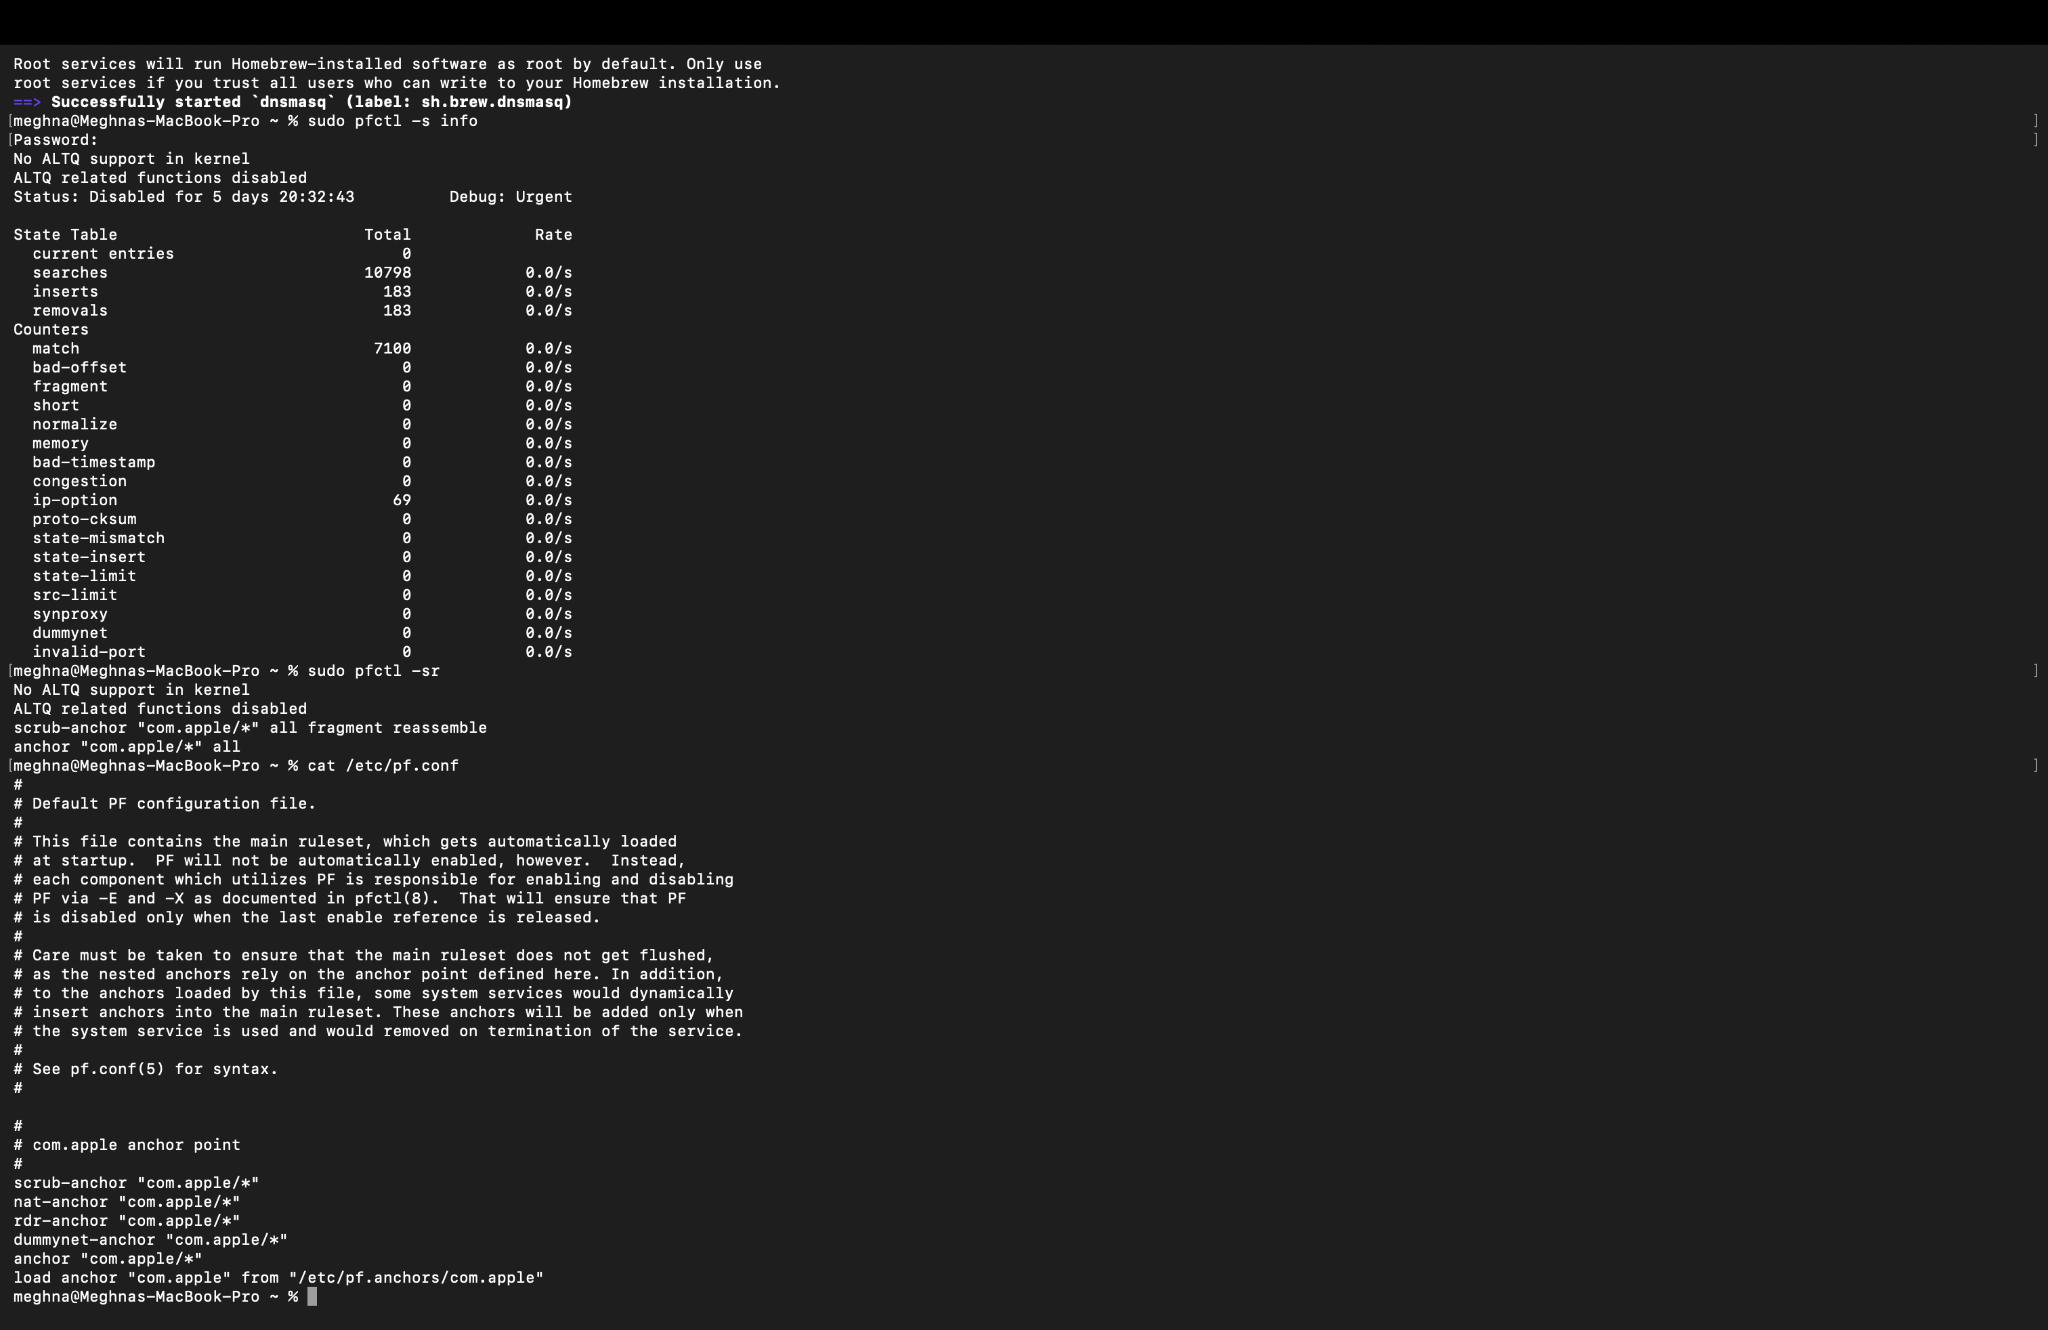 Root services will run Homebrew-installed software as root by default. Only use
root services if you trust all users who can write to your Homebrew installation.
==> Successfully started `dnsmasq` (label: sh.brew.dnsmasq)
[meghna@Meghnas-MacBook-Pro ~ % sudo pfctl -s info ]
[Password: ]
No ALTQ support in kernel
ALTQ related functions disabled
Status: Disabled for 5 days 20:32:43 Debug: Urgent
State Table Total Rate
current entries 0
searches 10798 0.0/s
inserts 183 0.0/s
removals 183 0.0/s
Counters
match 7100 0.0/s
bad-offset 0 0.0/s
fragment 0 0.0/s
short 0 0.0/s
normalize 0 0.0/s
memory 0 0.0/s
bad-timestamp 0 0.0/s
congestion 0 0.0/s
ip-option 69 0.0/s
proto-cksum 0 0.0/s
state-mismatch 0 0.0/s
state-insert 0 0.0/s
state-limit 0 0.0/s
src-limit 0 0.0/s
synproxy 0 0.0/s
dummynet 0 0.0/s
invalid-port 0 0.0/s
[meghna@Meghnas-MacBook-Pro ~ % sudo pfctl -sr ]
No ALTQ support in kernel
ALTQ related functions disabled
scrub-anchor "com.apple/*" all fragment reassemble
anchor "com.apple/*" all
[meghna@Meghnas-MacBook-Pro ~ % cat /etc/pf.conf ]
#
# Default PF configuration file.
#
# This file contains the main ruleset, which gets automatically loaded
# at startup.  PF will not be automatically enabled, however.  Instead,
# each component which utilizes PF is responsible for enabling and disabling
# PF via -E and -X as documented in pfctl(8).  That will ensure that PF
# is disabled only when the last enable reference is released.
#
# Care must be taken to ensure that the main ruleset does not get flushed,
# as the nested anchors rely on the anchor point defined here. In addition,
# to the anchors loaded by this file, some system services would dynamically
# insert anchors into the main ruleset. These anchors will be added only when
# the system service is used and would removed on termination of the service.
#
# See pf.conf(5) for syntax.
#
#
# com.apple anchor point
#
scrub-anchor "com.apple/*"
nat-anchor "com.apple/*"
rdr-anchor "com.apple/*"
dummynet-anchor "com.apple/*"
anchor "com.apple/*"
load anchor "com.apple" from "/etc/pf.anchors/com.apple"
meghna@Meghnas-MacBook-Pro ~ %